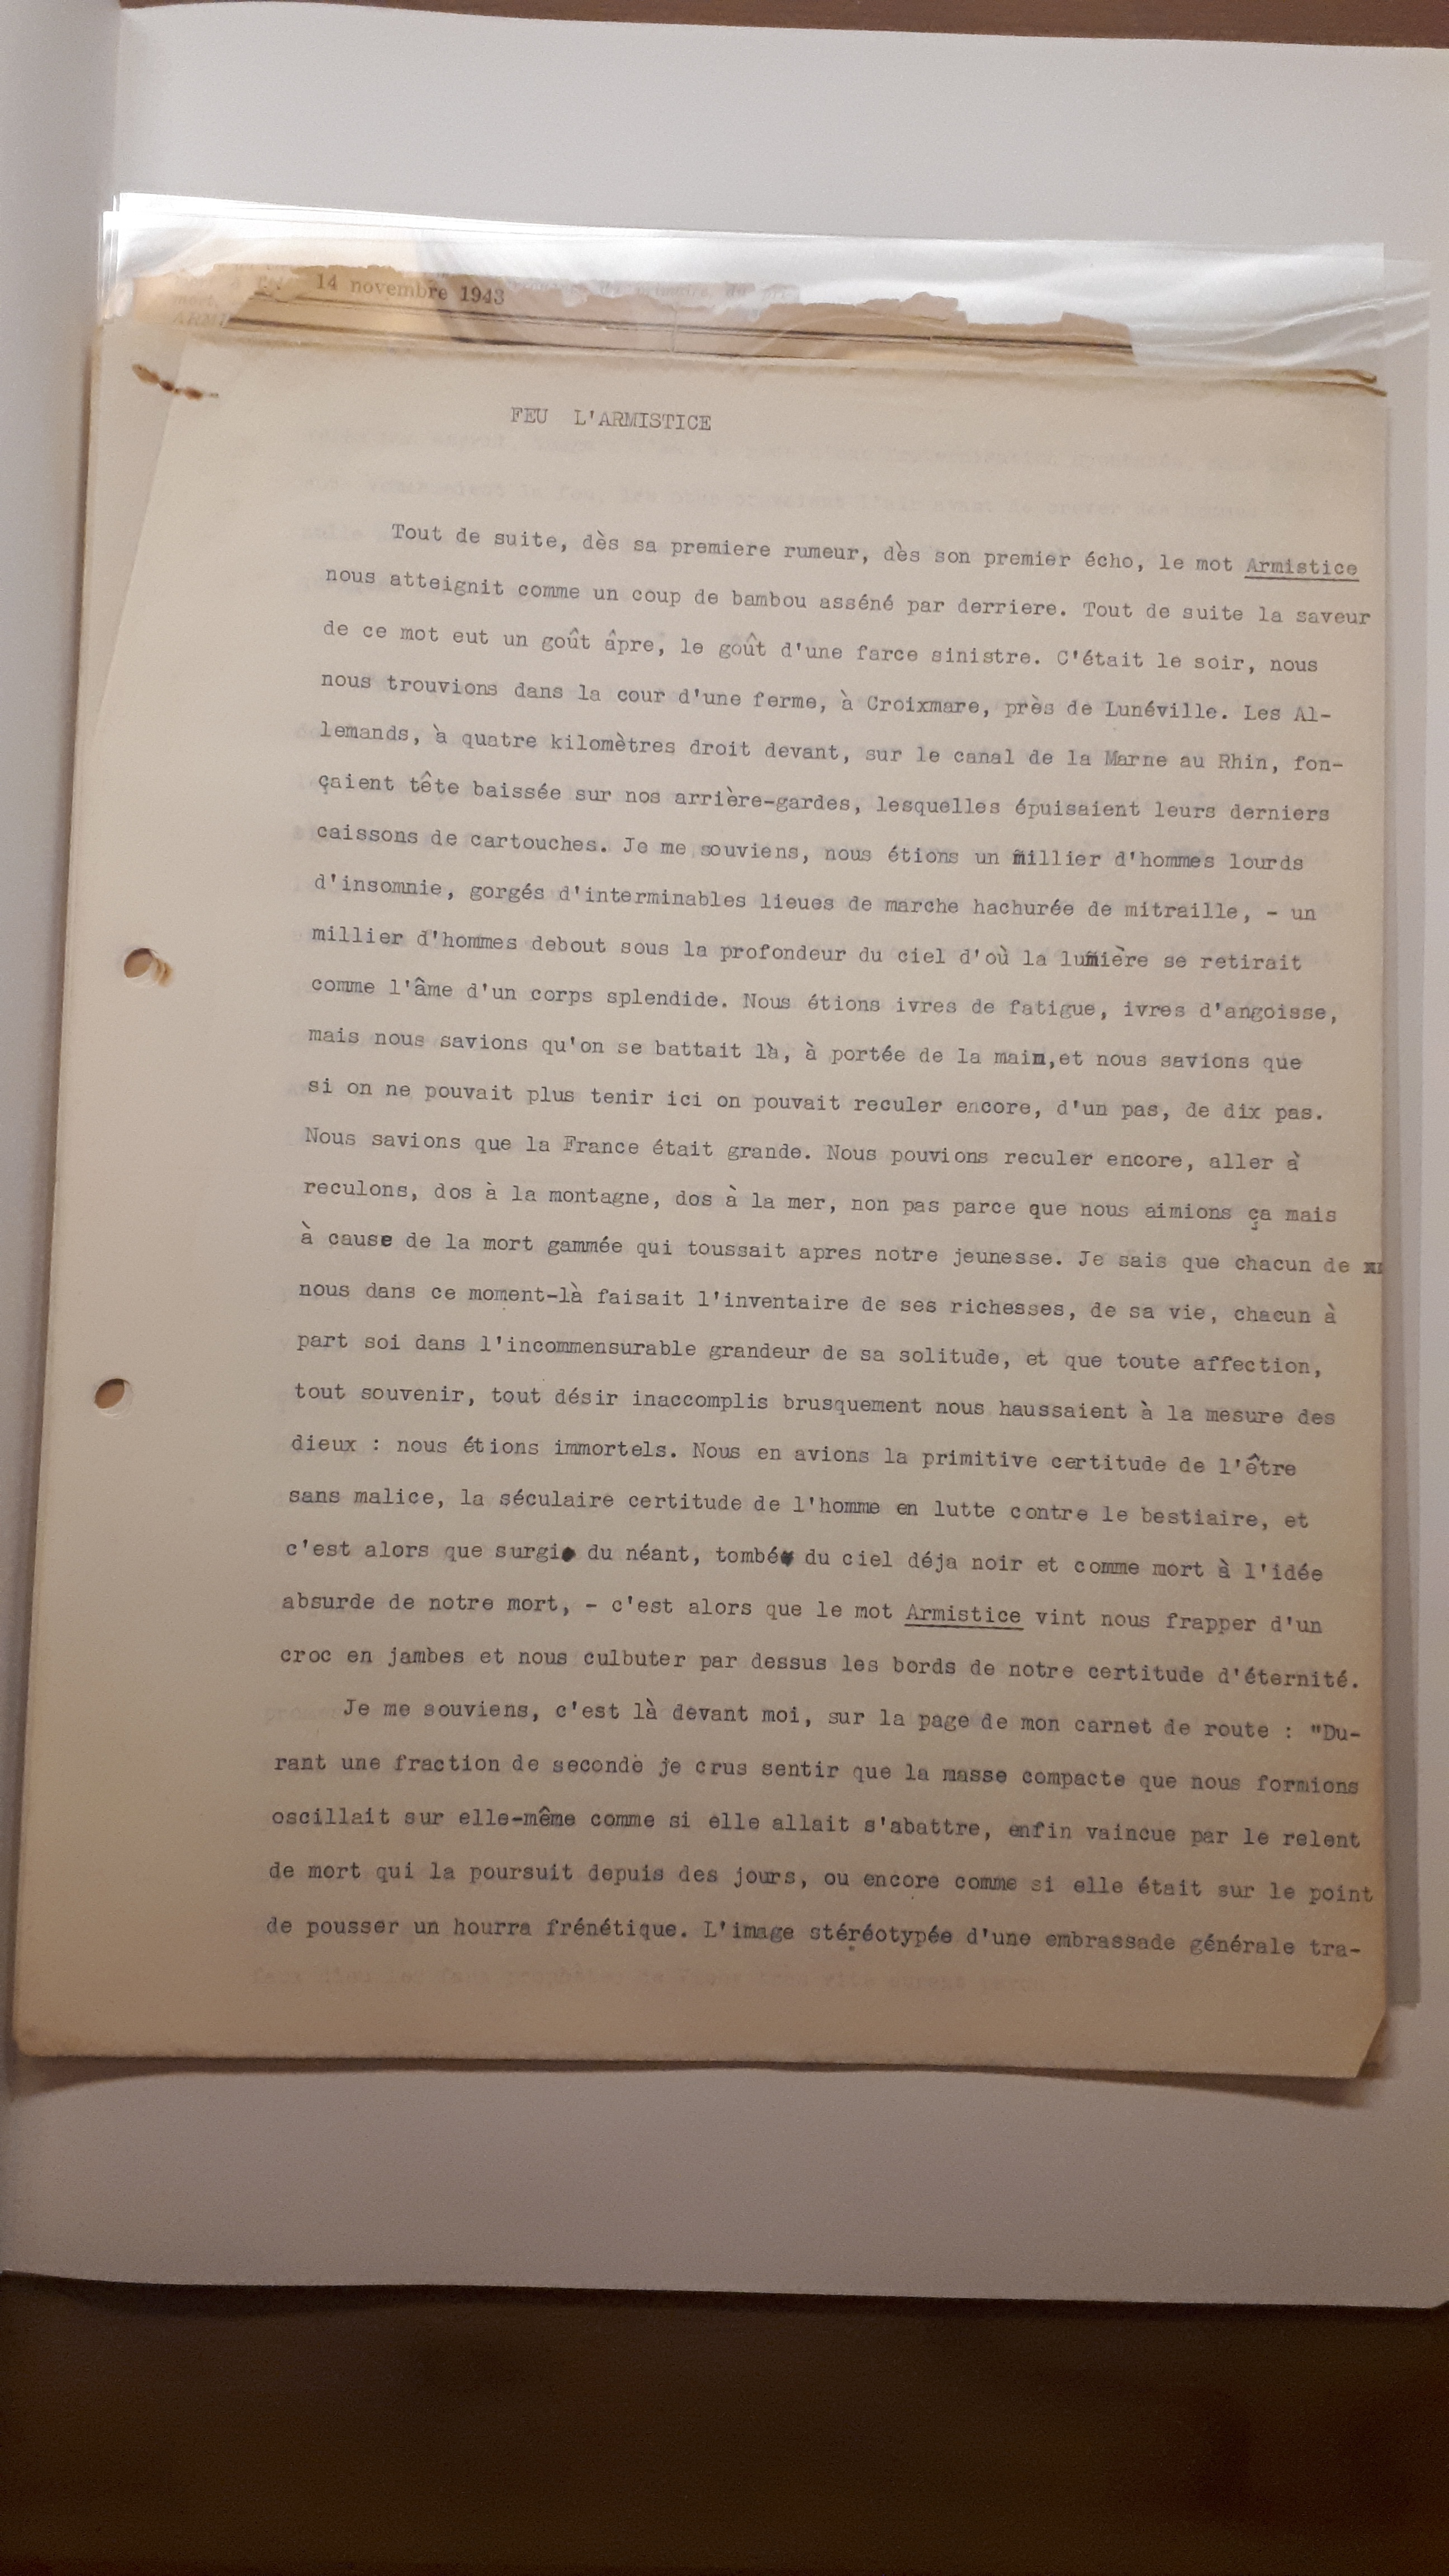 14 novembre 1943
FEU L'ARMISTICE
Tout de suite, dès sa premiere rumeur, dès son premier écho, le mot Armistice
nous atteignit comme un coup de bambou asséné par derriere. Tout de suite la saveur
de ce mot eut un goût âpre, le goût d'une farce sinistre. C'était le soir, nous
nous trouvions dans la cour d'une ferme, à Croixmare, près de Lunéville. Les Al-
lemands, à quatre kilomètres droit devant, sur le canal de la Marne au Rhin, fon-
çaient tête baissée sur nos arrière-gardes, lesquelles épuisaient leurs derniers
caissons de cartouches. Je me souviens, nous étions un millier d'hommes lourds
d'insomnie, gorgés d'interminables lieues de marche hachurée de mitraille, - un
millier d'hommes debout sous la profondeur du ciel d'où la lumière se retirait
comme l'âme d'un corps splendide. Nous étions ivres de fatigue, ivres d'angoisse,
mais nous savions qu'on se battait là, à portée de la main,et nous savions que
si on ne pouvait plus tenir ici on pouvait reculer encore, d'un pas, de dix pas.
Nous savions que la France était grande. Nous pouvions reculer encore, aller à
reculons, dos à la montagne, dos à la mer, non pas parce que nous aimions ça mais
à cause de la mort gammée qui toussait apres notre jeunesse. Je sais que chacun de
nous dans ce moment-là faisait l'inventaire de ses richesses, de sa vie, chacun à
part soi dans l'incommensurable grandeur de sa solitude, et que toute affection,
tout souvenir, tout désir inaccomplis brusquement nous haussaient à la mesure des
dieux : nous étions immortels. Nous en avions la primitive certitude de l'être
sans malice, la séculaire certitude de l'homme en lutte contre le bestiaire, et
c'est alors que surgi du néant, tombé du ciel déja noir et comme mort à l'idée
absurde de notre mort, - c'est alors que le mot Armistice vint nous frapper d'un
croc en jambes et nous culbuter par dessus les bords de notre certitude d'éternité.
Je me souviens, c'est là devant moi, sur la page de mon carnet de route : "Du-
rant une fraction de seconde je crus sentir que la masse compacte que nous formions
oscillait sur elle-même comme si elle allait s'abattre, enfin vaincue par le relent
de mort qui la poursuit depuis des jours, ou encore comme si elle était sur le point
de pousser un hourra frénétique. L'image stéréotypée d'une embrassade générale tra-